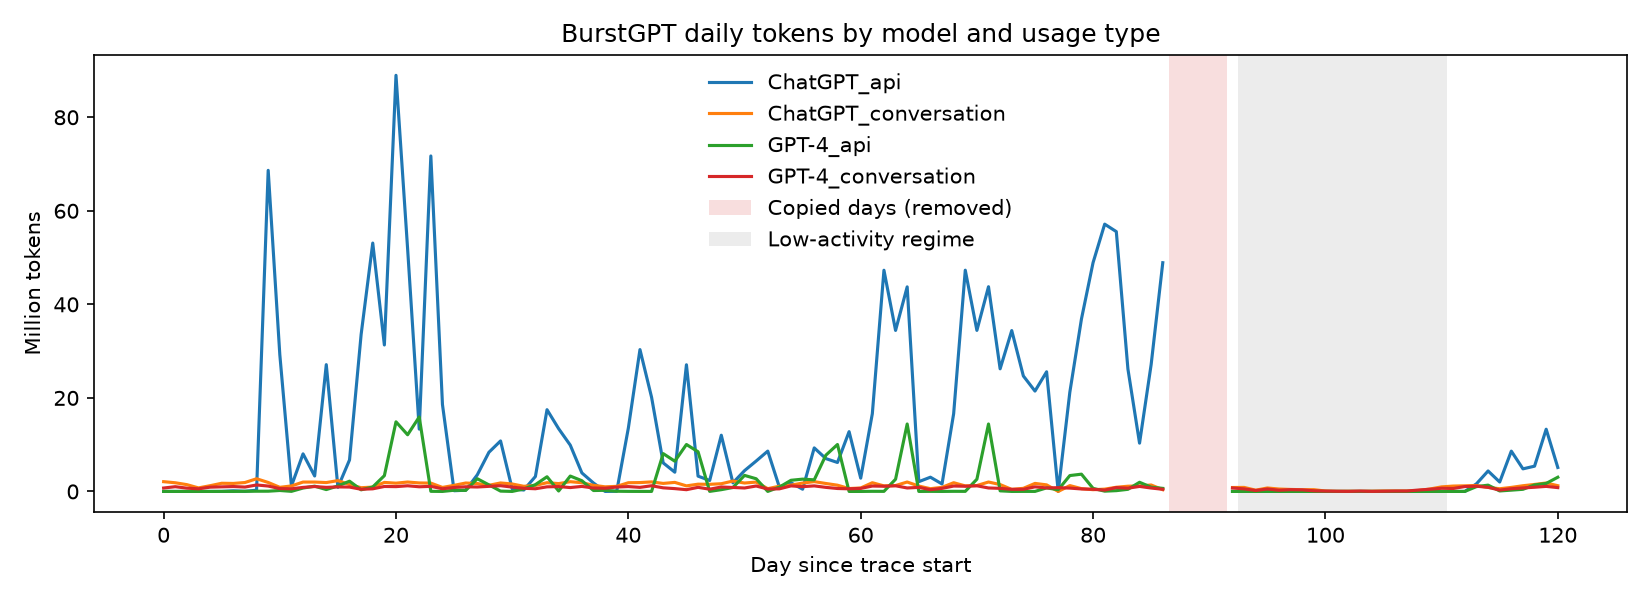 BurstGPT daily tokens by model and usage type
Million tokens
80
60
40
20
0
ChatGPT_api
ChatGPT_conversation
GPT-4_api
GPT-4_conversation
Copied days (removed)
Low-activity regime
0 20 40 60 80 100 120
Day since trace start